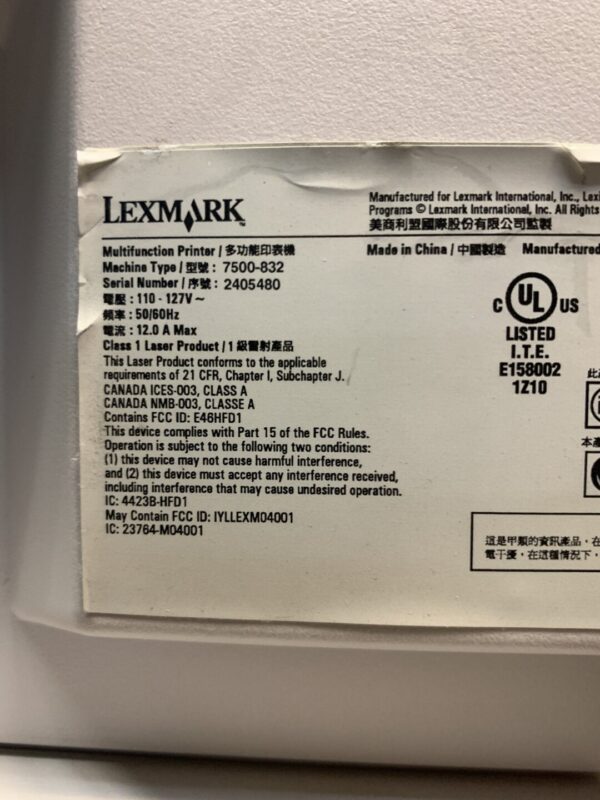 LEXMARK™
Manufactured for Lexmark International, Inc., Lexi
Programs © Lexmark International, Inc. All Rights
美商利盟國際股份有限公司監製
Multifunction Printer / 多功能印表機
Made in China / 中國製造 Manufactured
Machine Type / 型號： 7500-832
Serial Number / 序號： 2405480
電壓：110 - 127V ~
頻率：50/60Hz
電流：12.0 A Max
Class 1 Laser Product / 1 級雷射產品
This Laser Product conforms to the applicable
requirements of 21 CFR, Chapter I, Subchapter J.
CANADA ICES-003, CLASS A
CANADA NMB-003, CLASSE A
Contains FCC ID: E46HFD1
This device complies with Part 15 of the FCC Rules.
Operation is subject to the following two conditions:
(1) this device may not cause harmful interference,
and (2) this device must accept any interference received,
including interference that may cause undesired operation.
IC: 4423B-HFD1
May Contain FCC ID: IYLLEXM04001
IC: 23764-M04001
C UL US
LISTED
I.T.E.
E158002
1Z10
此產
本產
這是甲類的資訊產品，在
電干擾，在這種情況下，